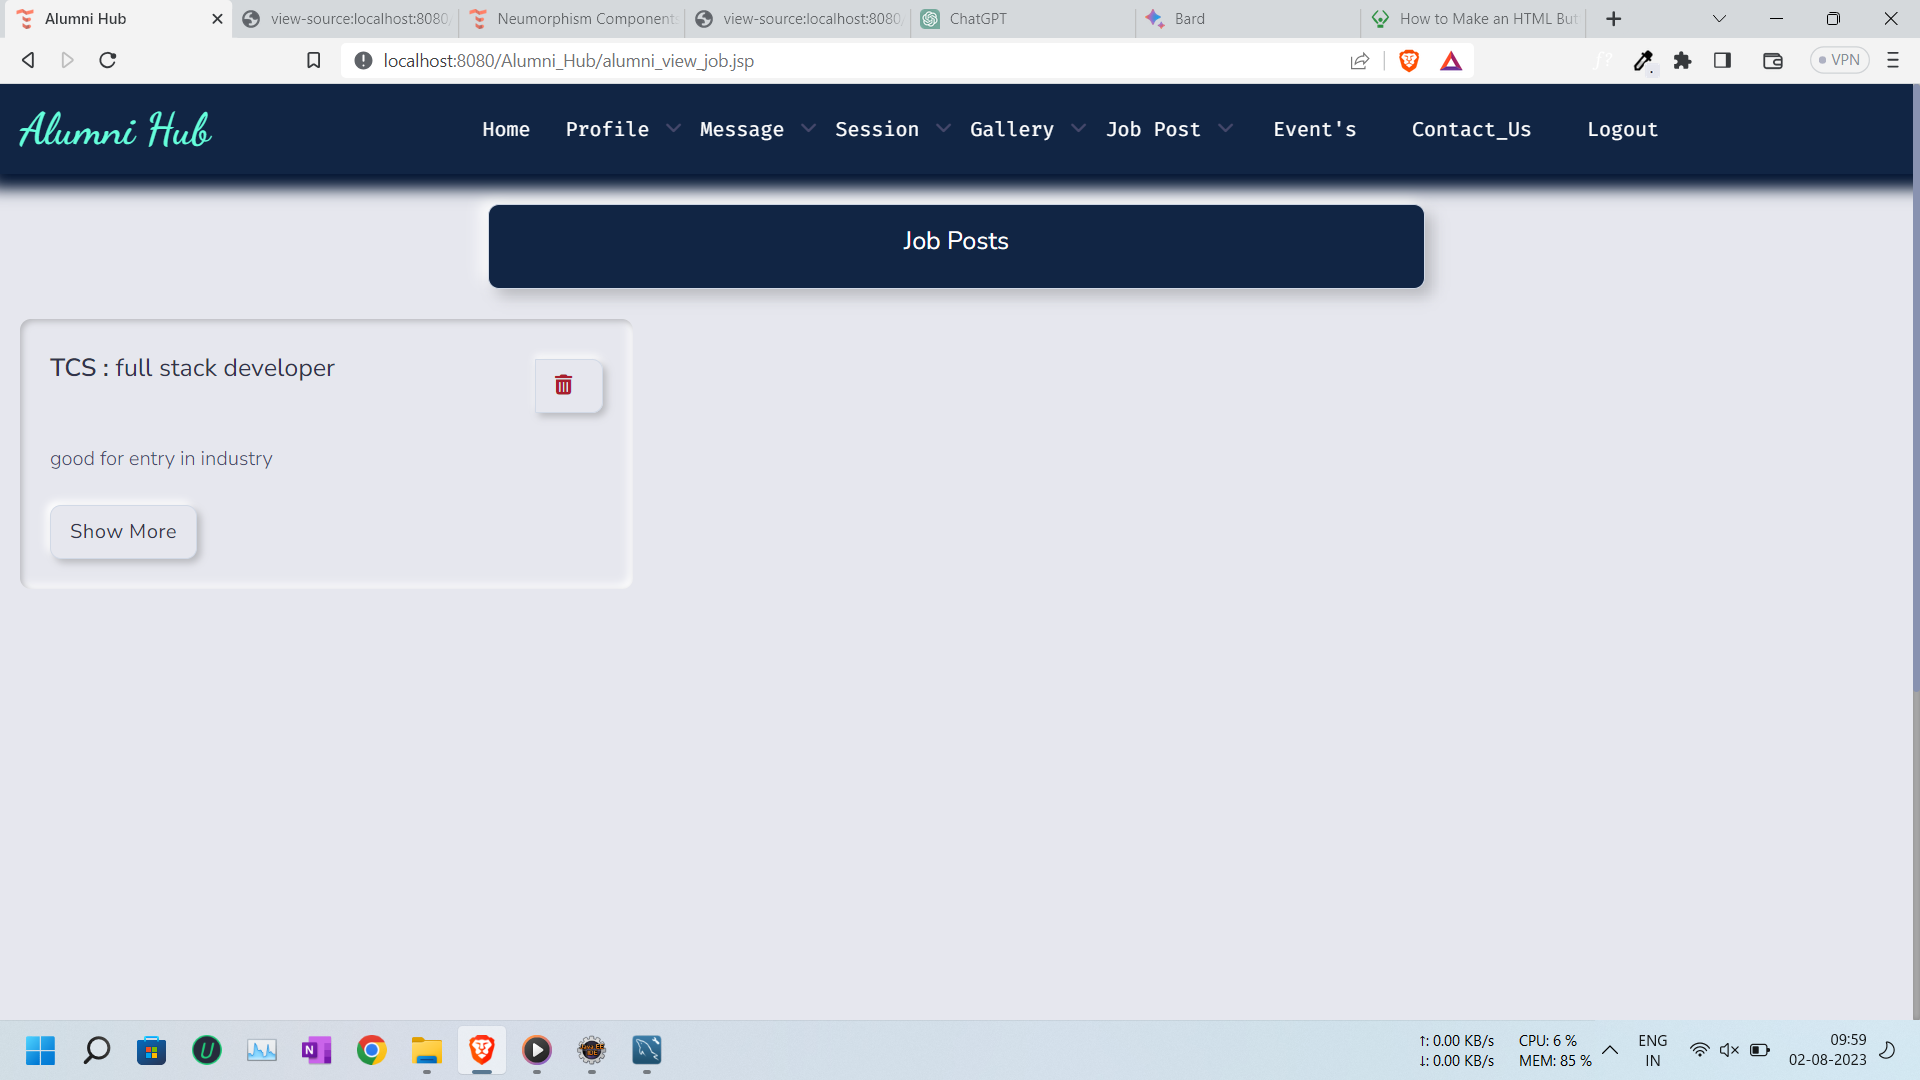 Alumni Hub
view-source:localhost:8080/
Neumorphism Component
view-source:localhost:8080/
ChatGPT
Bard
How to Make an HTML But
localhost:8080/Alumni_Hub/alumni_view_job.jsp
VPN
Alumni Hub
Home
Profile
Message
Session
Gallery
Job Post
Event's
Contact_Us
Logout
Job Posts
TCS : full stack developer
good for entry in industry
Show More
↑: 0.00 KB/s
↓: 0.00 KB/s
CPU: 6 %
MEM: 85 %
ENG
IN
09:59
02-08-2023